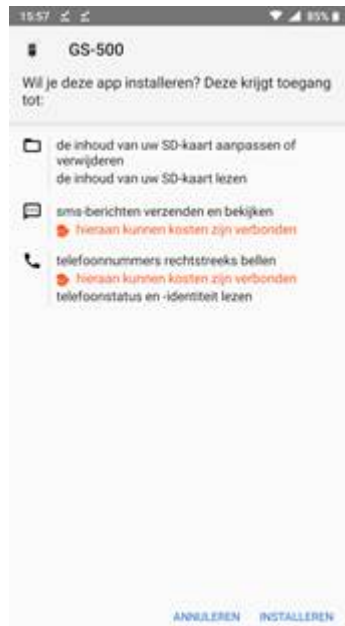 15:57 85%
GS-500
Wil je deze app installeren? Deze krijgt toegang
tot:
de inhoud van uw SD-kaart aanpassen of
verwijderen
de inhoud van uw SD-kaart lezen
sms-berichten verzenden en bekijken
hieraan kunnen kosten zijn verbonden
telefoonnummers rechtstreeks bellen
hieraan kunnen kosten zijn verbonden
telefoonstatus en -identiteit lezen
ANNULEREN INSTALLEREN